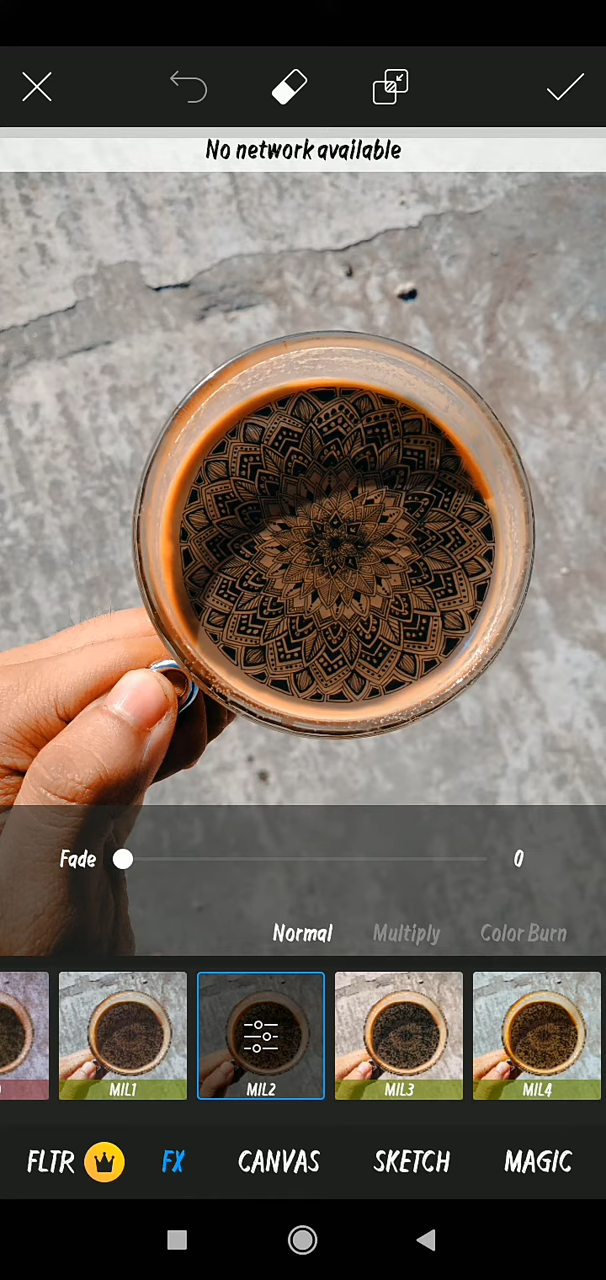 No network available
Fade 0
Normal Multiply Color Burn
MIL1 MIL2 MIL3 MIL4
FLTR FX CANVAS SKETCH MAGIC